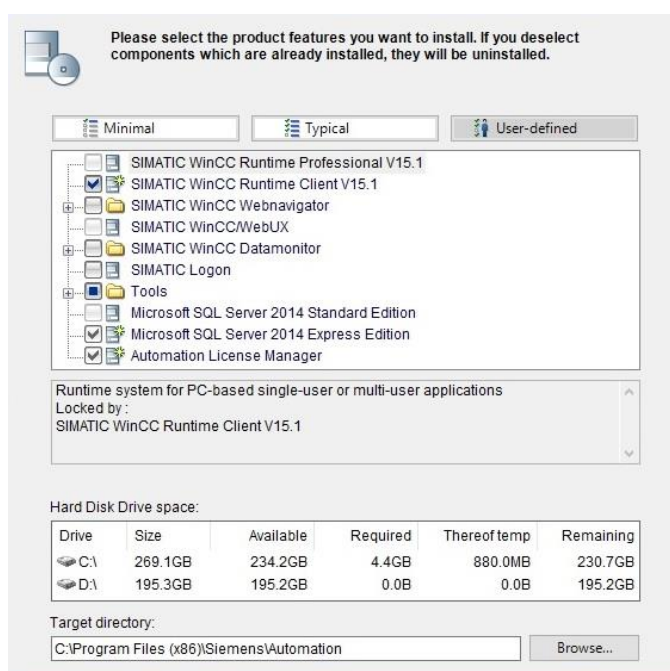 Please select the product features you want to install. If you deselect
components which are already installed, they will be uninstalled.
Minimal
Typical
User-defined
SIMATIC WinCC Runtime Professional V15.1
SIMATIC WinCC Runtime Client V15.1
SIMATIC WinCC Webnavigator
SIMATIC WinCC/WebUX
SIMATIC WinCC Datamonitor
SIMATIC Logon
Tools
Microsoft SQL Server 2014 Standard Edition
Microsoft SQL Server 2014 Express Edition
Automation License Manager
Runtime system for PC-based single-user or multi-user applications
Locked by :
SIMATIC WinCC Runtime Client V15.1
Hard Disk Drive space:
Drive Size Available Required Thereof temp Remaining
C:\ 269.1GB 234.2GB 4.4GB 880.0MB 230.7GB
D:\ 195.3GB 195.2GB 0.0B 0.0B 195.2GB
Target directory:
C:\Program Files (x86)\Siemens\Automation
Browse...